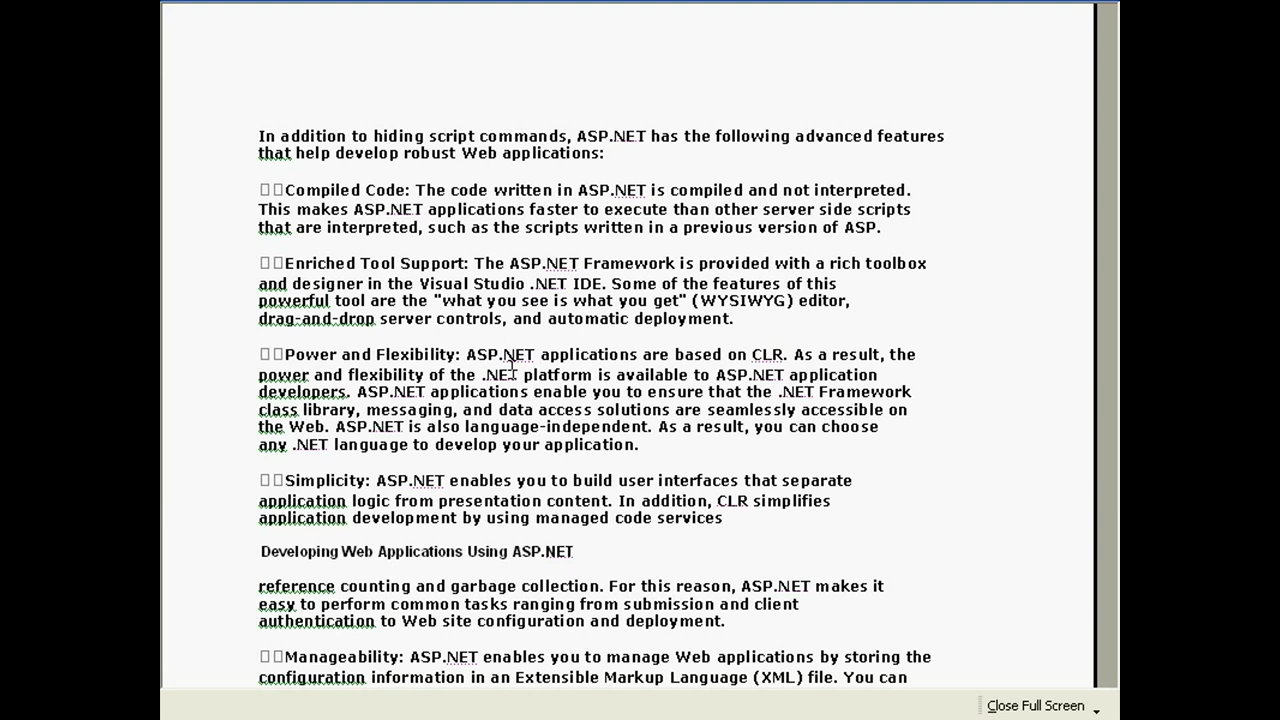 In addition to hiding script commands, ASP.NET has the following advanced features
that help develop robust Web applications:
Compiled Code: The code written in ASP.NET is compiled and not interpreted.
This makes ASP.NET applications faster to execute than other server side scripts
that are interpreted, such as the scripts written in a previous version of ASP.
Enriched Tool Support: The ASP.NET Framework is provided with a rich toolbox
and designer in the Visual Studio .NET IDE. Some of the features of this
powerful tool are the "what you see is what you get" (WYSIWYG) editor,
drag-and-drop server controls, and automatic deployment.
Power and Flexibility: ASP.NET applications are based on CLR. As a result, the
power and flexibility of the .NET platform is available to ASP.NET application
developers. ASP.NET applications enable you to ensure that the .NET Framework
class library, messaging, and data access solutions are seamlessly accessible on
the Web. ASP.NET is also language-independent. As a result, you can choose
any .NET language to develop your application.
Simplicity: ASP.NET enables you to build user interfaces that separate
application logic from presentation content. In addition, CLR simplifies
application development by using managed code services
Developing Web Applications Using ASP.NET
reference counting and garbage collection. For this reason, ASP.NET makes it
easy to perform common tasks ranging from submission and client
authentication to Web site configuration and deployment.
Manageability: ASP.NET enables you to manage Web applications by storing the
configuration information in an Extensible Markup Language (XML) file. You can
Close Full Screen